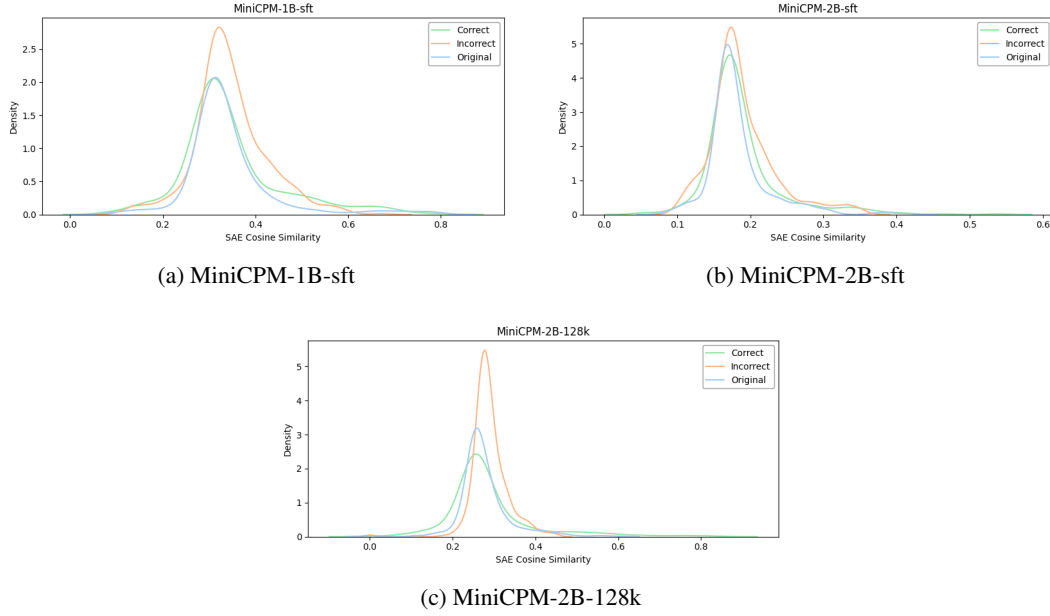 MiniCPM-1B-sft
Correct
Incorrect
Original
Density
2.5
2.0
1.5
1.0
0.5
0.0
0.0 0.2 0.4 0.6 0.8
SAE Cosine Similarity
(a) MiniCPM-1B-sft
MiniCPM-2B-sft
Correct
Incorrect
Original
Density
5
4
3
2
1
0
0.0 0.1 0.2 0.3 0.4 0.5 0.6
SAE Cosine Similarity
(b) MiniCPM-2B-sft
MiniCPM-2B-128k
Correct
Incorrect
Original
Density
5
4
3
2
1
0
0.0 0.2 0.4 0.6 0.8
SAE Cosine Similarity
(c) MiniCPM-2B-128k